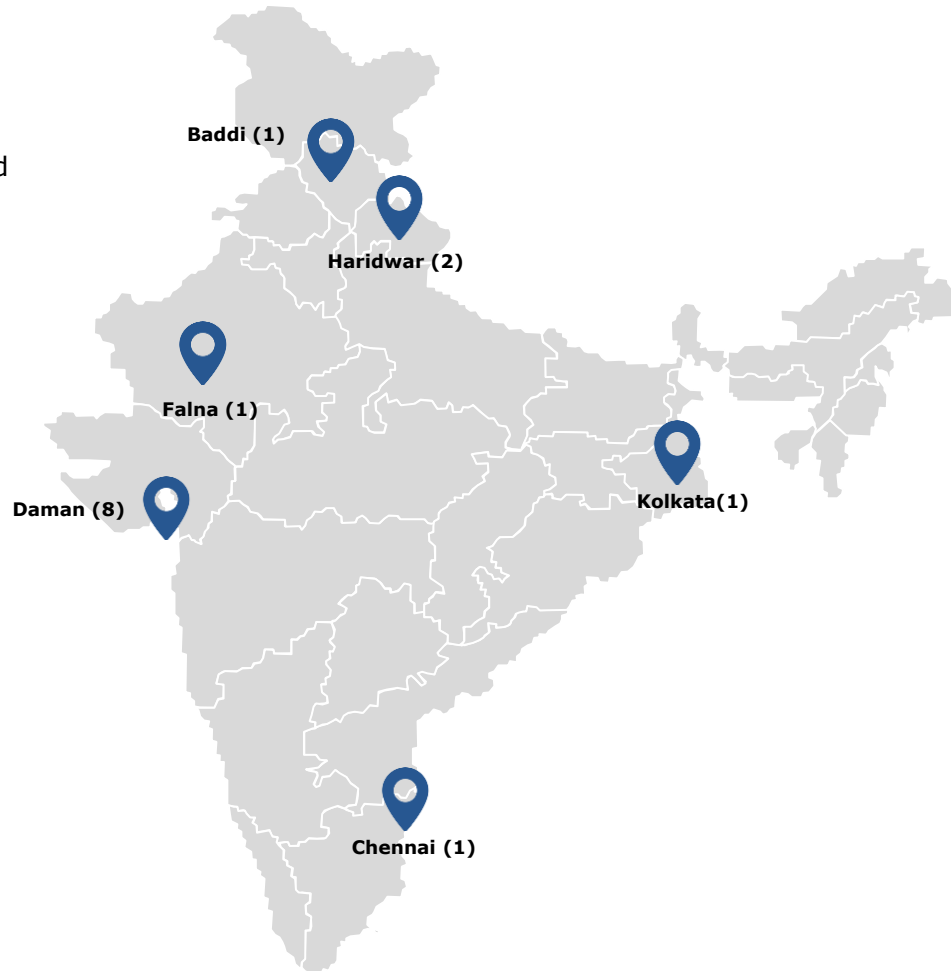 Baddi (1)
d
Haridwar (2)
Falna (1)
Kolkata(1)
Daman (8)
Chennai (1)